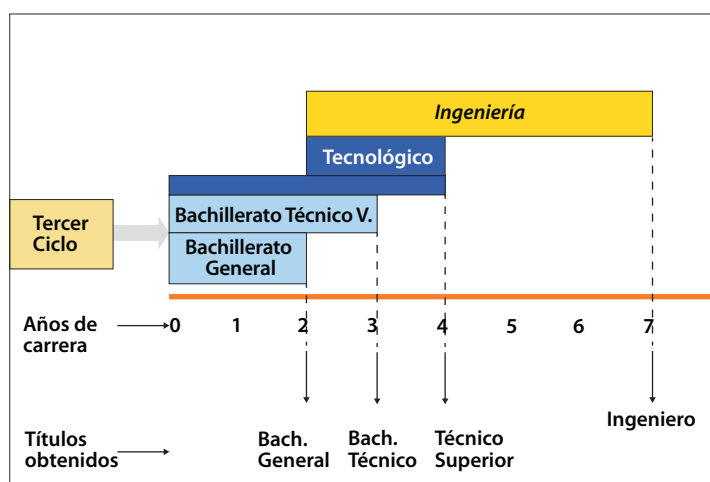 Ingeniería
Tecnológico
Tercer
Ciclo
Bachillerato Técnico V.
Bachillerato
General
Años de
carrera
0 1 2 3 4 5 6 7
Títulos
obtenidos
Bach.
General
Bach.
Técnico
Técnico
Superior
Ingeniero